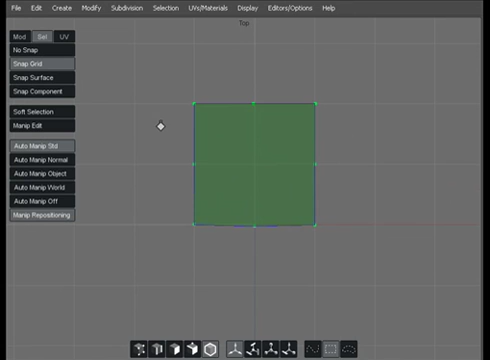 File Edit Create Modify Subdivision Selection UVs/Materials Display Editors/Options Help
Top
Mod Sel UV
No Snap
Snap Grid
Snap Surface
Snap Component
Soft Selection
Manip Edit
Auto Manip Std
Auto Manip Normal
Auto Manip Object
Auto Manip World
Auto Manip Off
Manip Repositioning